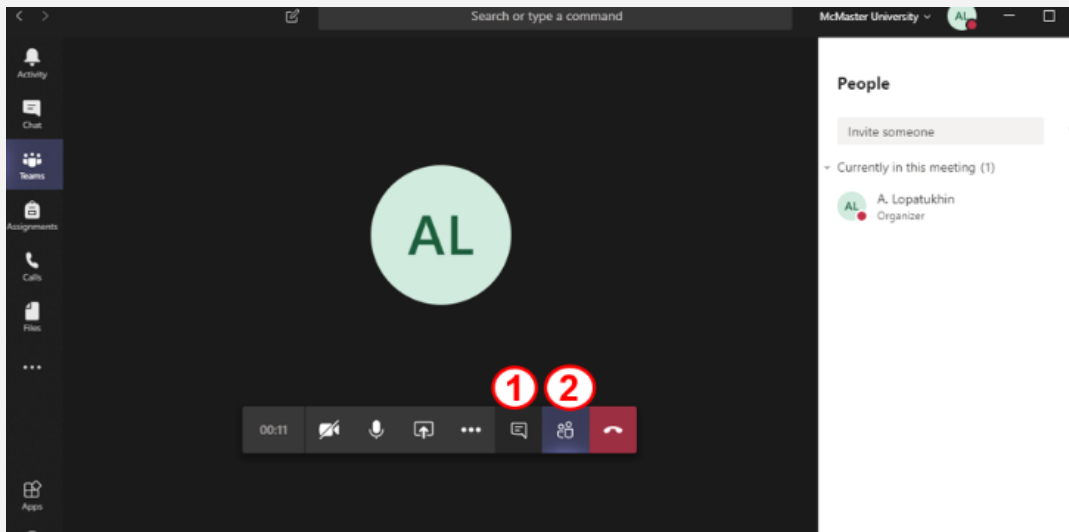 Search or type a command
McMaster University
AL
Activity
Chat
Teams
Assignments
Calls
Files
Apps
AL
1
2
00:11
People
Invite someone
Currently in this meeting (1)
AL
A. Lopatukhin
Organizer